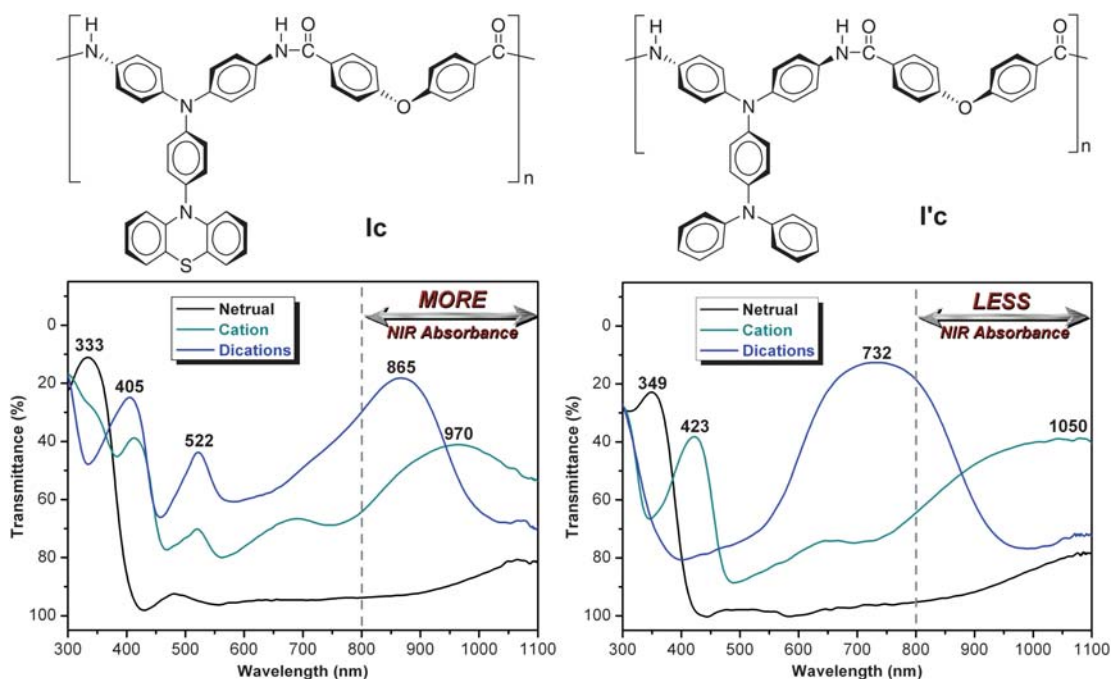 H
N
N
H
O
C
O
O
C
n
N
N
S
Ic
H
N
N
H
O
C
O
O
C
n
N
N
I'c
Netrual
Cation
Dications
MORE
NIR Absorbance
333
405
522
865
970
0
20
40
60
80
100
Transmittance (%)
300 400 500 600 700 800 900 1000 1100
Wavelength (nm)
Netrual
Cation
Dications
LESS
NIR Absorbance
349
423
732
1050
0
20
40
60
80
100
Transmittance (%)
300 400 500 600 700 800 900 1000 1100
Wavelength (nm)